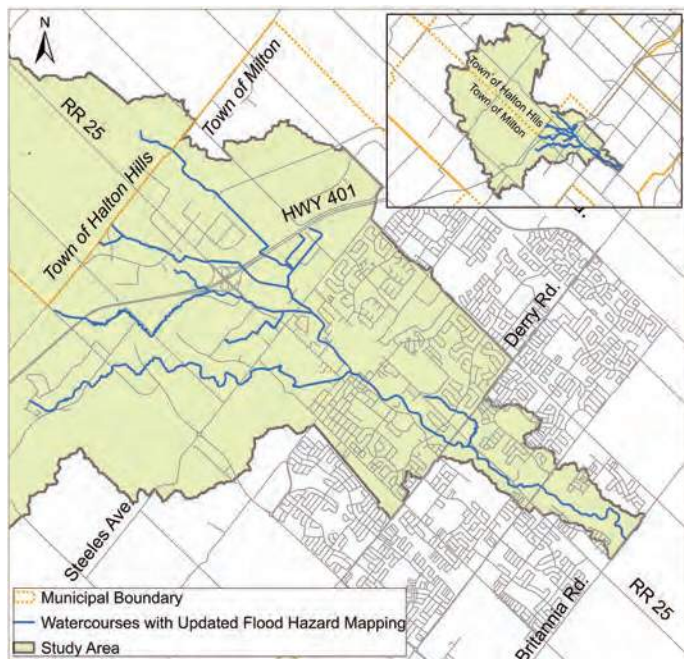 N
RR 25
Town of Milton
Town of Halton Hills
HWY 401
Town of Halton Hills
Town of Milton
Derry Rd.
Steeles Ave.
Britannia Rd.
RR 25
Municipal Boundary
Watercourses with Updated Flood Hazard Mapping
Study Area